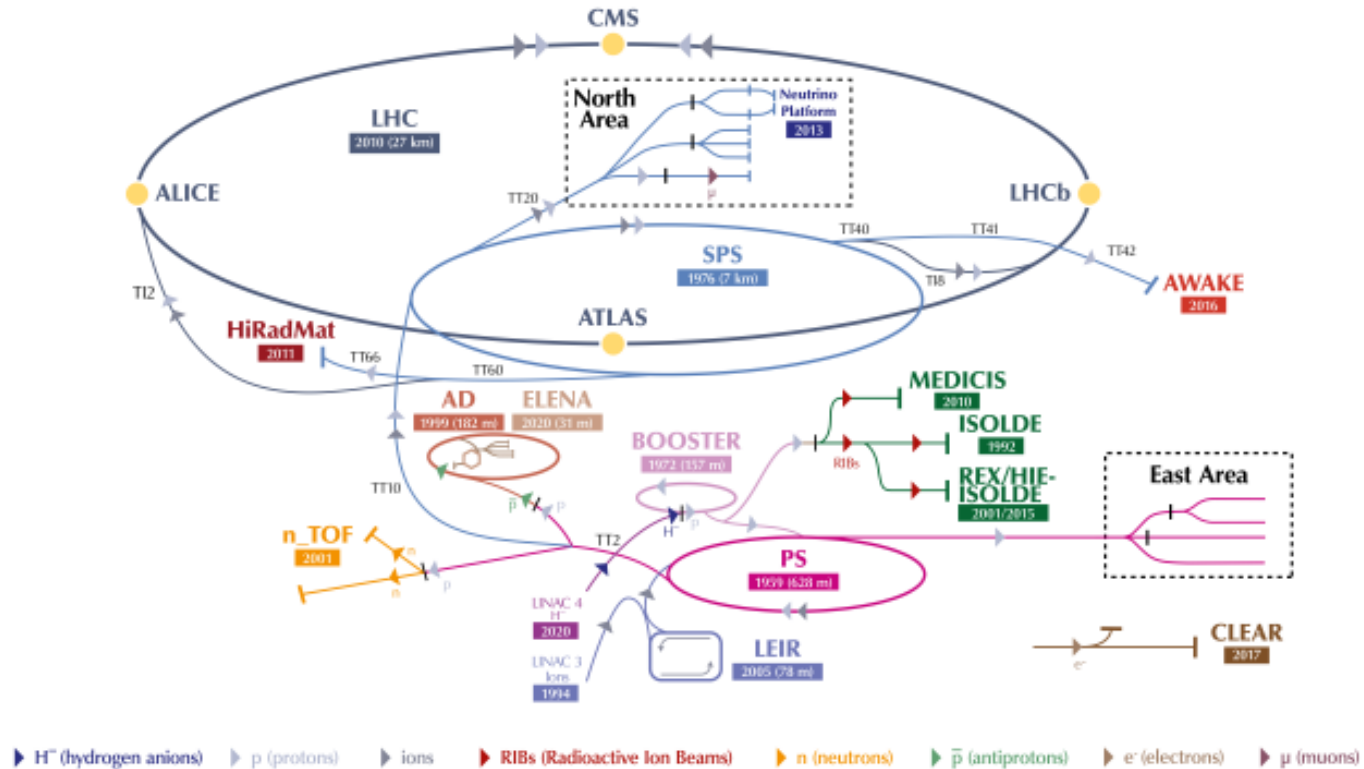 CMS
LHC
2010 (27 km)
North
Area
Neutrino
Platform
2013
μ
ALICE
LHCb
TT20
TT40
TT41
TT42
SPS
1976 (7 km)
TI8
AWAKE
2016
TI2
ATLAS
HiRadMat
2011
TT66
TT60
AD
1999 (182 m)
ELENA
2020 (31 m)
MEDICIS
2010
BOOSTER
1972 (157 m)
ISOLDE
1992
RIBs
REX/HIE-
ISOLDE
2001/2015
East Area
TT10
p̅
p
p
H⁻
n_TOF
2001
n
n
p
TT2
PS
1959 (628 m)
LINAC 4
H⁻
2020
LINAC 3
Ions
1994
LEIR
2005 (78 m)
CLEAR
2017
e⁻
H⁻ (hydrogen anions)
p (protons)
ions
RIBs (Radioactive Ion Beams)
n (neutrons)
p̅ (antiprotons)
e⁻ (electrons)
μ (muons)